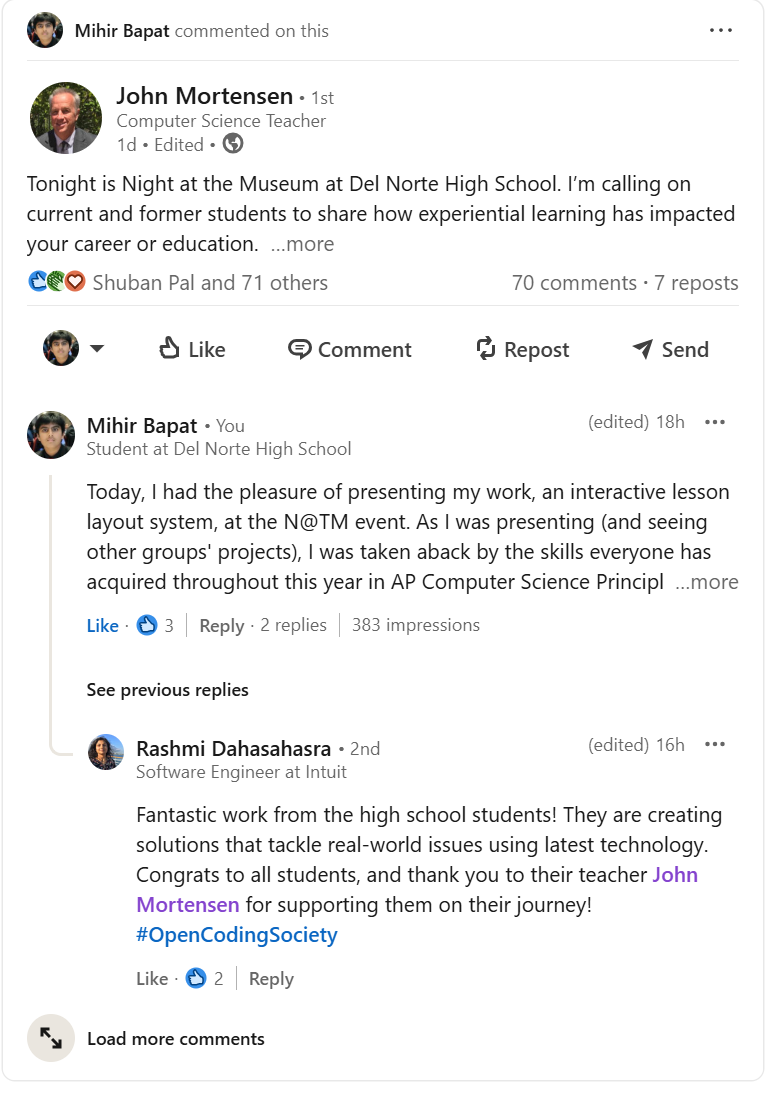 Mihir Bapat commented on this
John Mortensen • 1st
Computer Science Teacher
1d • Edited •
Tonight is Night at the Museum at Del Norte High School. I’m calling on
current and former students to share how experiential learning has impacted
your career or education. ...more
Shuban Pal and 71 others 70 comments · 7 reposts
Like Comment Repost Send
Mihir Bapat • You (edited) 18h
Student at Del Norte High School
Today, I had the pleasure of presenting my work, an interactive lesson
layout system, at the N@TM event. As I was presenting (and seeing
other groups' projects), I was taken aback by the skills everyone has
acquired throughout this year in AP Computer Science Principl ...more
Like · 3 | Reply · 2 replies | 383 impressions
See previous replies
Rashmi Dahasahasra • 2nd (edited) 16h
Software Engineer at Intuit
Fantastic work from the high school students! They are creating
solutions that tackle real-world issues using latest technology.
Congrats to all students, and thank you to their teacher John
Mortensen for supporting them on their journey!
#OpenCodingSociety
Like · 2 | Reply
Load more comments